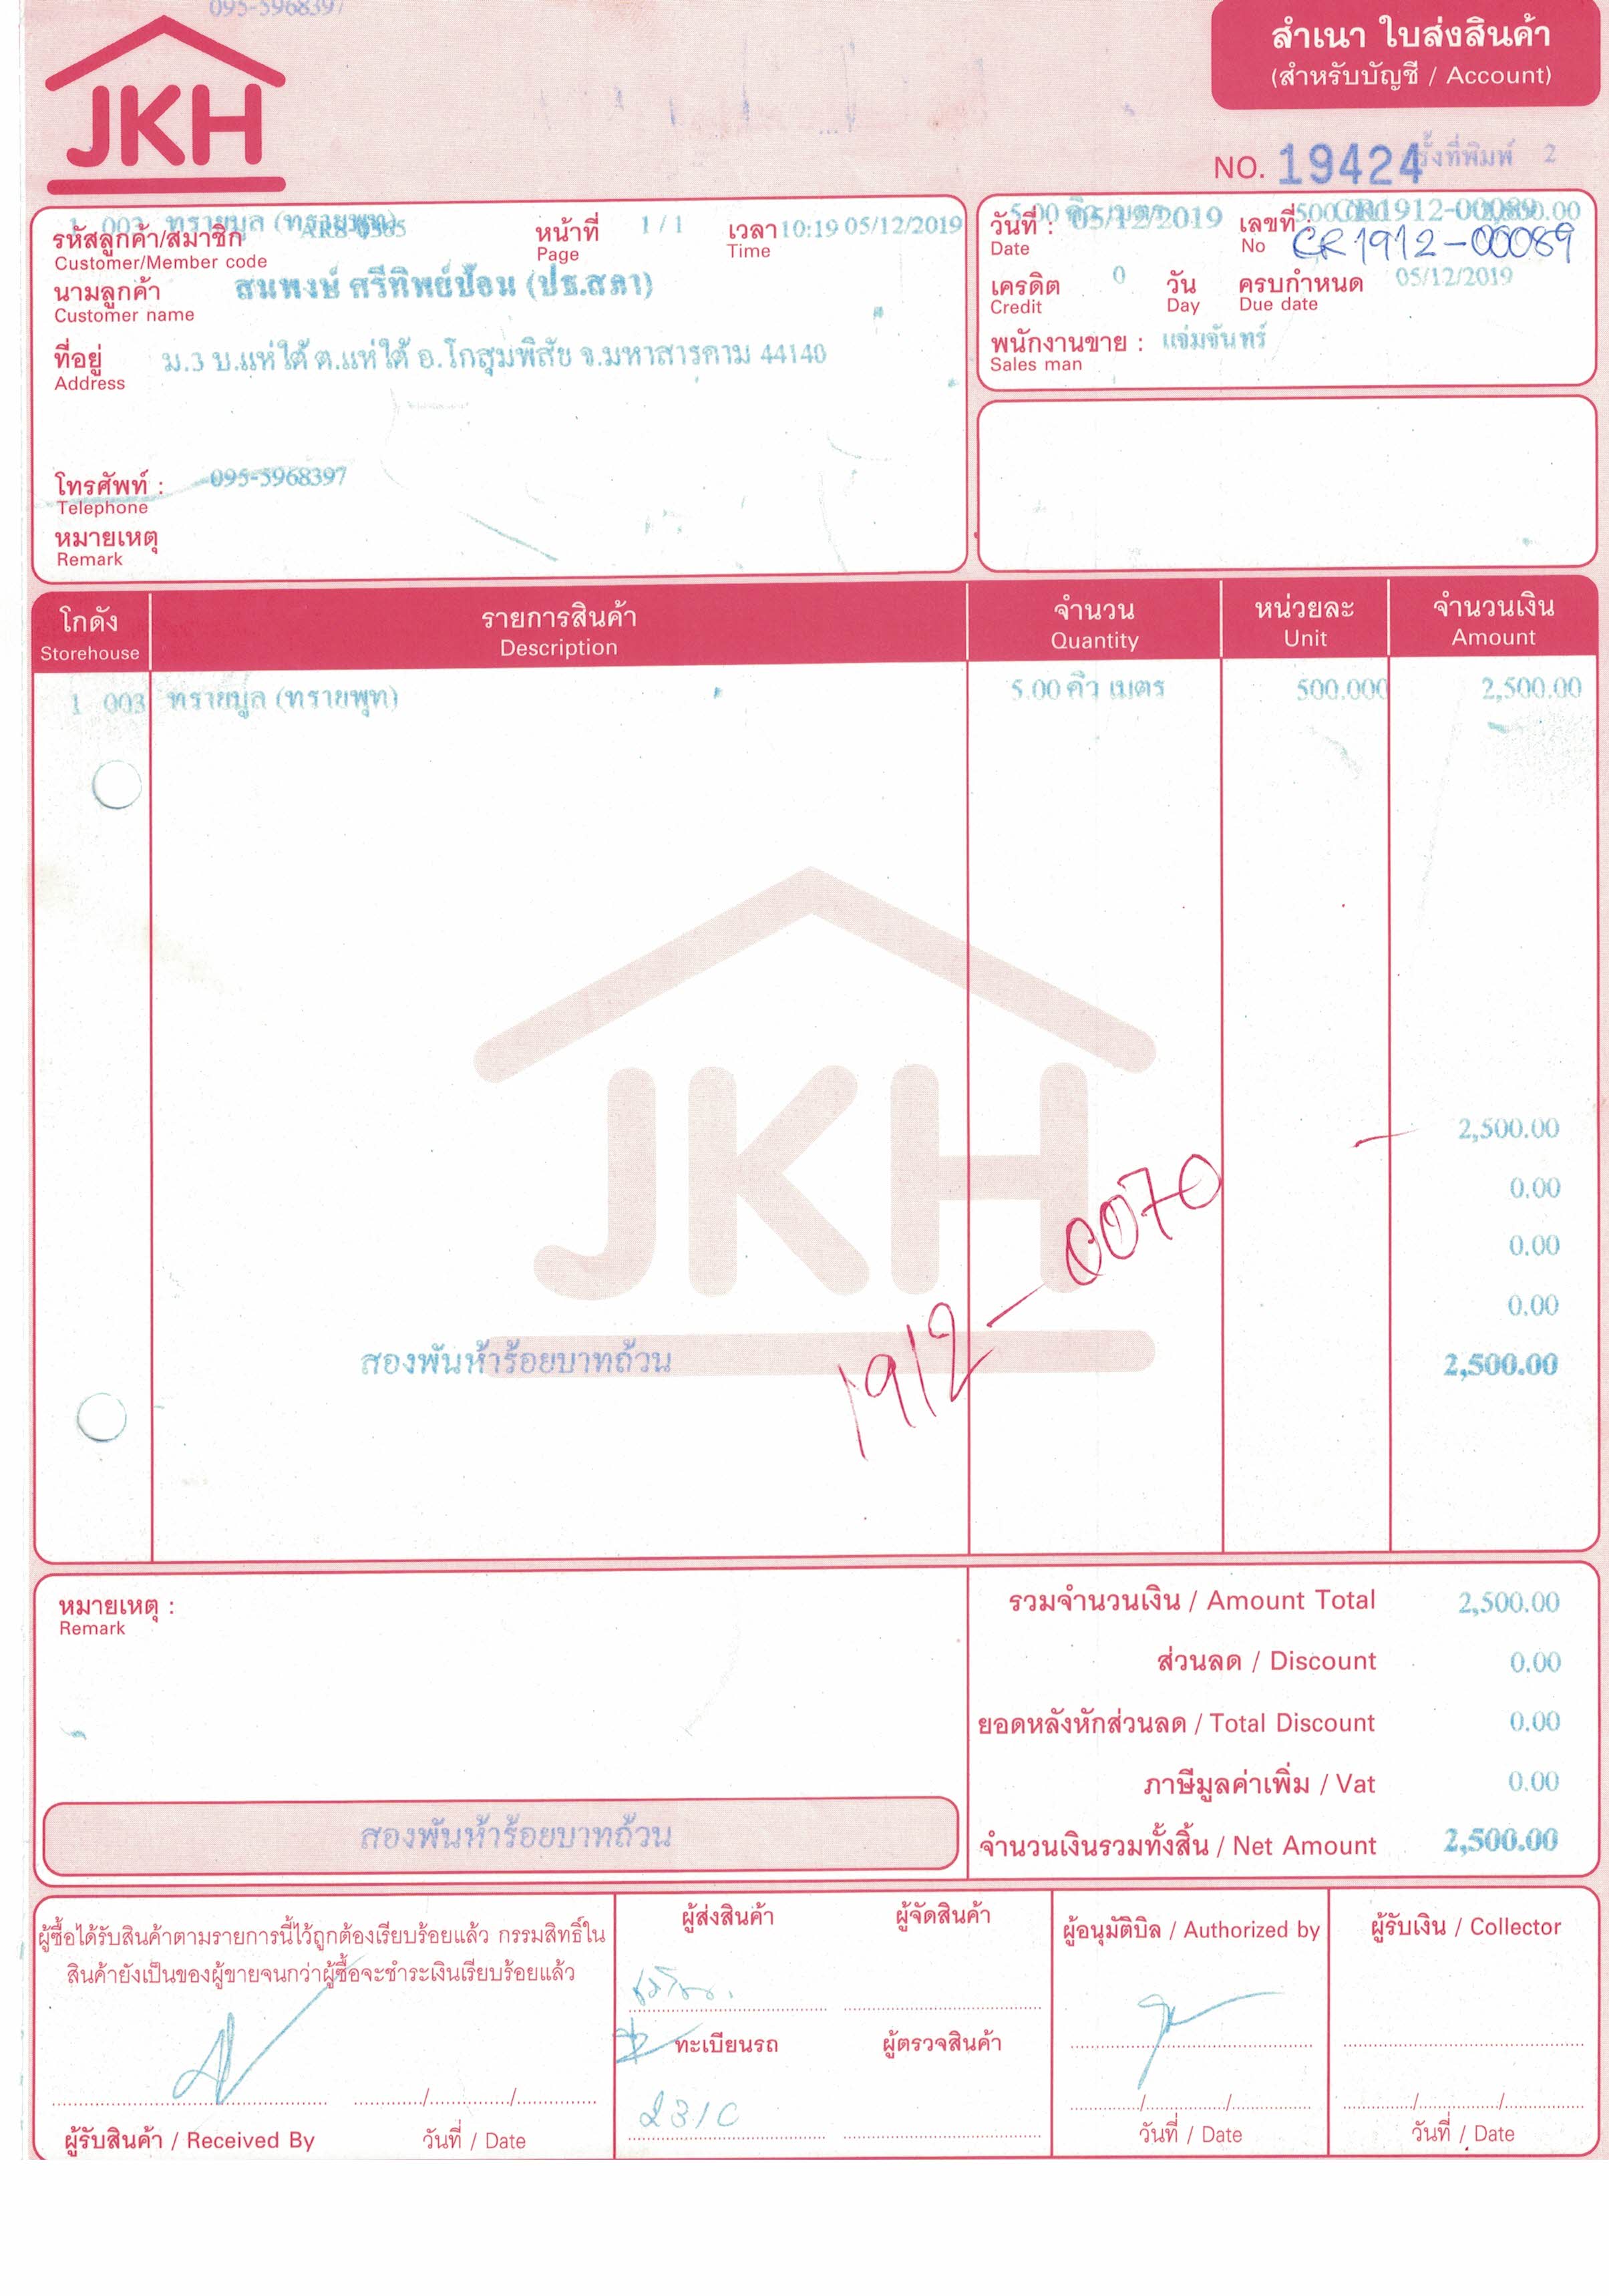 095-5968397
JKH
สำเนา ใบส่งสินค้า
(สำหรับบัญชี / Account)
NO. 19424 รั้งที่พิมพ์ 2
1 003 ทรายมูล (ทรายพุท)
5.00 คิว เมตร 500.000 2,500.00
รหัสลูกค้า/สมาชิก
Customer/Member code
หน้าที่ 1 / 1
Page
เวลา 10:19 05/12/2019
Time
วันที่ : 05/12/2019
Date
เลขที่ : CR1912-00089
No CR1912-00089
นามลูกค้า สมพงษ์ ศรีทิพย์ป้อม (ปธ.สภา)
Customer name
เครดิต 0 วัน
Credit Day
ครบกำหนด 05/12/2019
Due date
ที่อยู่ ม.3 บ.แห่ใต้ ต.แห่ใต้ อ.โกสุมพิสัย จ.มหาสารคาม 44140
Address
พนักงานขาย : แจ่มจันทร์
Sales man
โทรศัพท์ : 095-5968397
Telephone
หมายเหตุ
Remark
โกดัง รายการสินค้า จำนวน หน่วยละ จำนวนเงิน
Storehouse Description Quantity Unit Amount
1 003 ทรายมูล (ทรายพุท) 5.00 คิว เมตร 500.000 2,500.00
JKH
2,500.00
0.00
0.00
0.00
สองพันห้าร้อยบาทถ้วน 2,500.00
1912-0070
หมายเหตุ :
Remark
รวมจำนวนเงิน / Amount Total 2,500.00
ส่วนลด / Discount 0.00
ยอดหลังหักส่วนลด / Total Discount 0.00
ภาษีมูลค่าเพิ่ม / Vat 0.00
สองพันห้าร้อยบาทถ้วน
จำนวนเงินรวมทั้งสิ้น / Net Amount 2,500.00
ผู้ซื้อได้รับสินค้าตามรายการนี้ไว้ถูกต้องเรียบร้อยแล้ว กรรมสิทธิ์ใน
สินค้ายังเป็นของผู้ขายจนกว่าผู้ซื้อจะชำระเงินเรียบร้อยแล้ว
ผู้รับสินค้า / Received By วันที่ / Date
ผู้ส่งสินค้า ผู้จัดสินค้า
ทะเบียนรถ ผู้ตรวจสินค้า
2310
ผู้อนุมัติบิล / Authorized by
วันที่ / Date
ผู้รับเงิน / Collector
วันที่ / Date